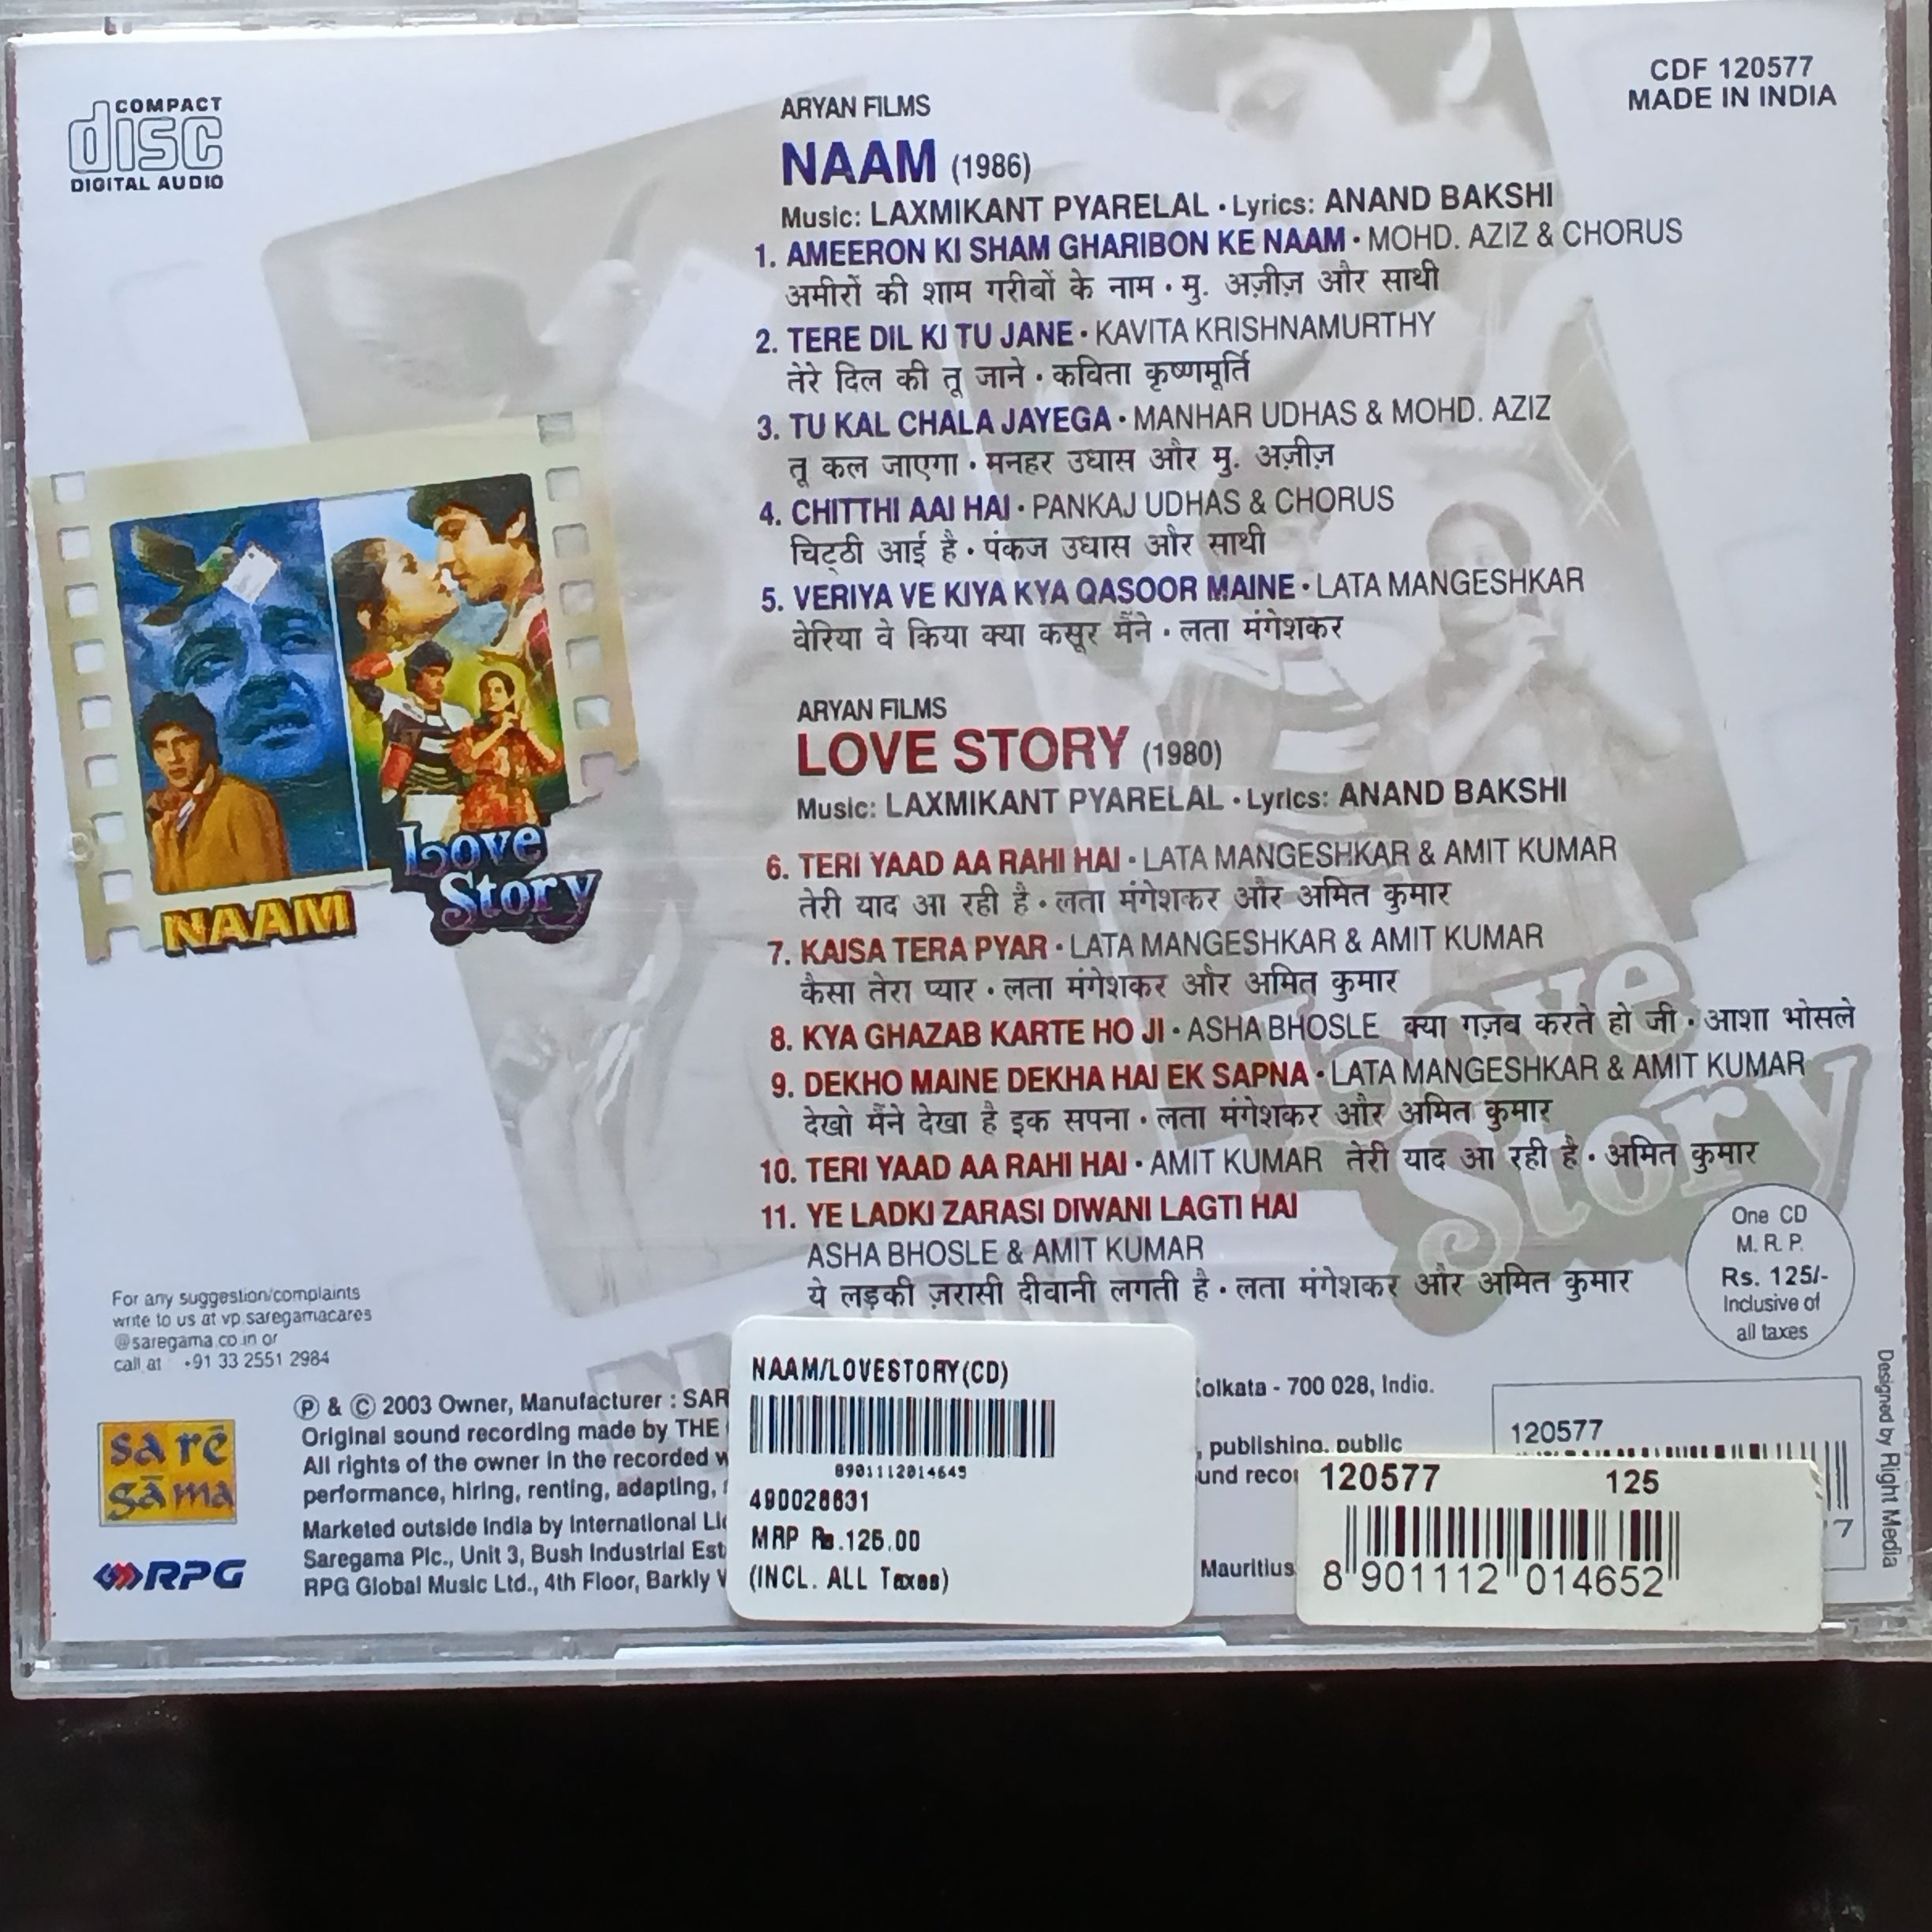 COMPACT
disc
DIGITAL AUDIO
CDF 120577
MADE IN INDIA
ARYAN FILMS
NAAM (1986)
Music: LAXMIKANT PYARELAL • Lyrics: ANAND BAKSHI
1. AMEERON KI SHAM GHARIBON KE NAAM • MOHD. AZIZ & CHORUS
अमीरों की शाम गरीबों के नाम • मु. अज़ीज़ और साथी
2. TERE DIL KI TU JANE • KAVITA KRISHNAMURTHY
तेरे दिल की तू जाने • कविता कृष्णमूर्ति
3. TU KAL CHALA JAYEGA • MANHAR UDHAS & MOHD. AZIZ
तू कल जाएगा • मनहर उधास और मु. अज़ीज़
4. CHITTHI AAI HAI • PANKAJ UDHAS & CHORUS
चिट्ठी आई है • पंकज उधास और साथी
5. VERIYA VE KIYA KYA QASOOR MAINE • LATA MANGESHKAR
वेरिया वे किया क्या कसूर मैंने • लता मंगेशकर
ARYAN FILMS
LOVE STORY (1980)
Music: LAXMIKANT PYARELAL • Lyrics: ANAND BAKSHI
6. TERI YAAD AA RAHI HAI • LATA MANGESHKAR & AMIT KUMAR
तेरी याद आ रही है • लता मंगेशकर और अमित कुमार
7. KAISA TERA PYAR • LATA MANGESHKAR & AMIT KUMAR
कैसा तेरा प्यार • लता मंगेशकर और अमित कुमार
8. KYA GHAZAB KARTE HO JI • ASHA BHOSLE क्या गज़ब करते हो जी • आशा भोसले
9. DEKHO MAINE DEKHA HAI EK SAPNA • LATA MANGESHKAR & AMIT KUMAR
देखो मैंने देखा है इक सपना • लता मंगेशकर और अमित कुमार
10. TERI YAAD AA RAHI HAI • AMIT KUMAR तेरी याद आ रही है • अमित कुमार
11. YE LADKI ZARASI DIWANI LAGTI HAI
ASHA BHOSLE & AMIT KUMAR
ये लड़की ज़रासी दीवानी लगती है • लता मंगेशकर और अमित कुमार
NAAM
Love
Story
Love
Story
One CD
M. R. P.
Rs. 125/-
Inclusive of
all taxes
For any suggestion/complaints
write to us at vp.saregamacares
@saregama.co.in or
call at : +91 33 2551 2984
sa rē
gā ma
RPG
Ⓟ & © 2003 Owner, Manufacturer : SAR
Original sound recording made by THE
All rights of the owner in the recorded w
performance, hiring, renting, adapting,
Marketed outside India by International Lic
Saregama Plc., Unit 3, Bush Industrial Est
RPG Global Music Ltd., 4th Floor, Barkly V
Kolkata - 700 028, India.
, publishing, public
und recor
Mauritius
NAAM/LOVESTORY(CD)
8901112014645
490028631
MRP Rs.125.00
(INCL. ALL Taxes)
120577
7
120577 125
8 901112 014652
Designed by Right Media